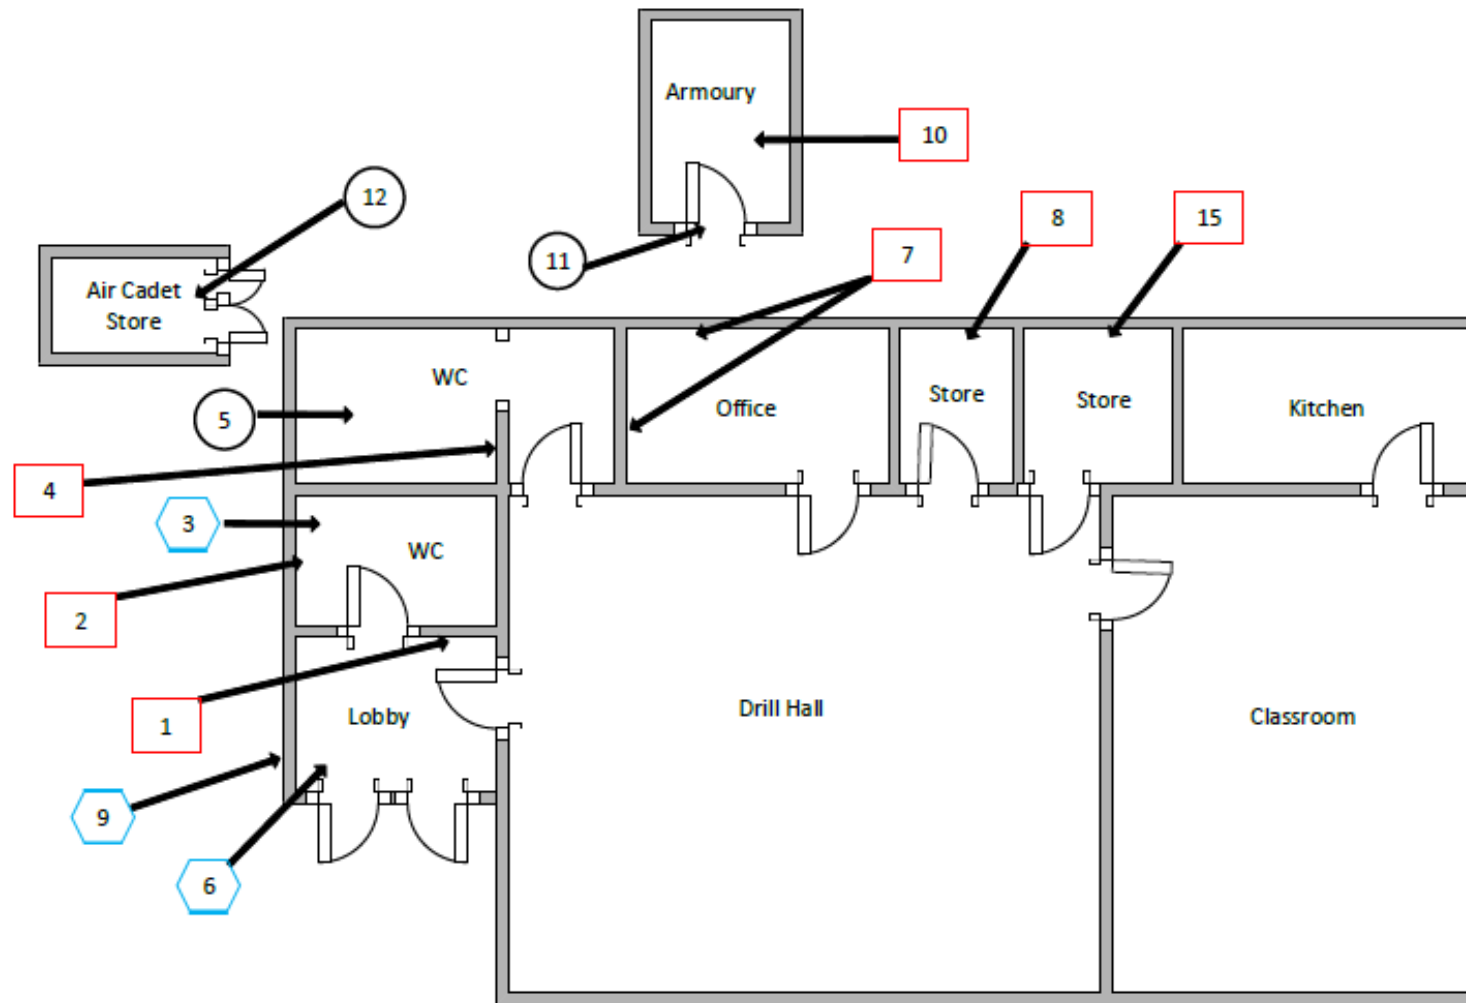 Armoury
10
12
8
15
11
7
Air Cadet
Store
WC
Office
Store
Store
Kitchen
5
4
3
WC
2
1
Lobby
Drill Hall
Classroom
9
6